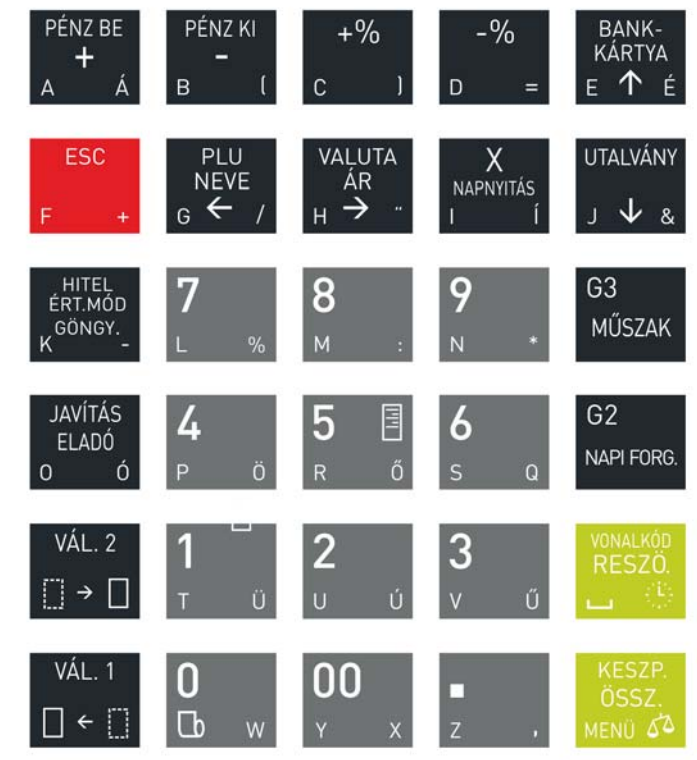 PÉNZ BE
+
A Á
PÉNZ KI
-
B (
+%
C )
-%
D =
BANK-
KÁRTYA
E ↑ É
ESC
F +
PLU
NEVE
G ← /
VALUTA
ÁR
H → ¨
X
NAPNYITÁS
I Í
UTALVÁNY
J ↓ &
HITEL
ÉRT.MÓD
GÖNGY.
K -
7
L %
8
M :
9
N *
G3
MŰSZAK
JAVÍTÁS
ELADÓ
O Ó
4
P Ö
5
R Ő
6
S Q
G2
NAPI FORG.
VÁL. 2
→
1
T Ü
2
U Ú
3
V Ű
VONALKÓD
RESZÖ.
VÁL. 1
←
0
W
00
Y X
.
Z ,
KESZP.
ÖSSZ.
MENÜ